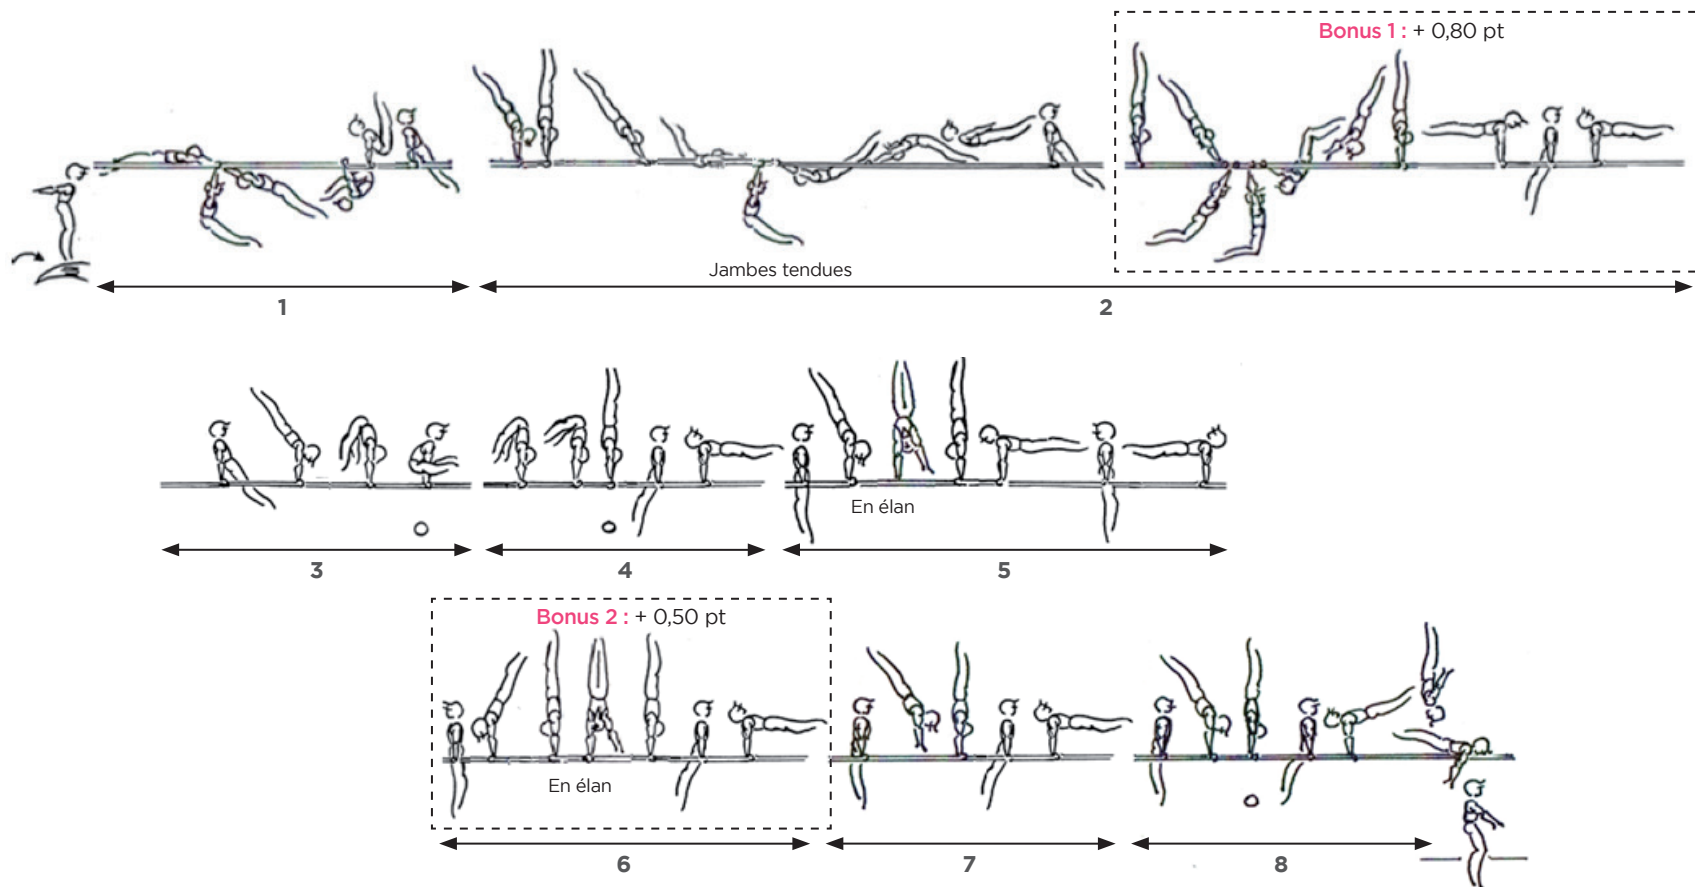 Bonus 1 : + 0,80 pt
Jambes tendues
1
2
En élan
3
4
5
Bonus 2 : + 0,50 pt
En élan
6
7
8